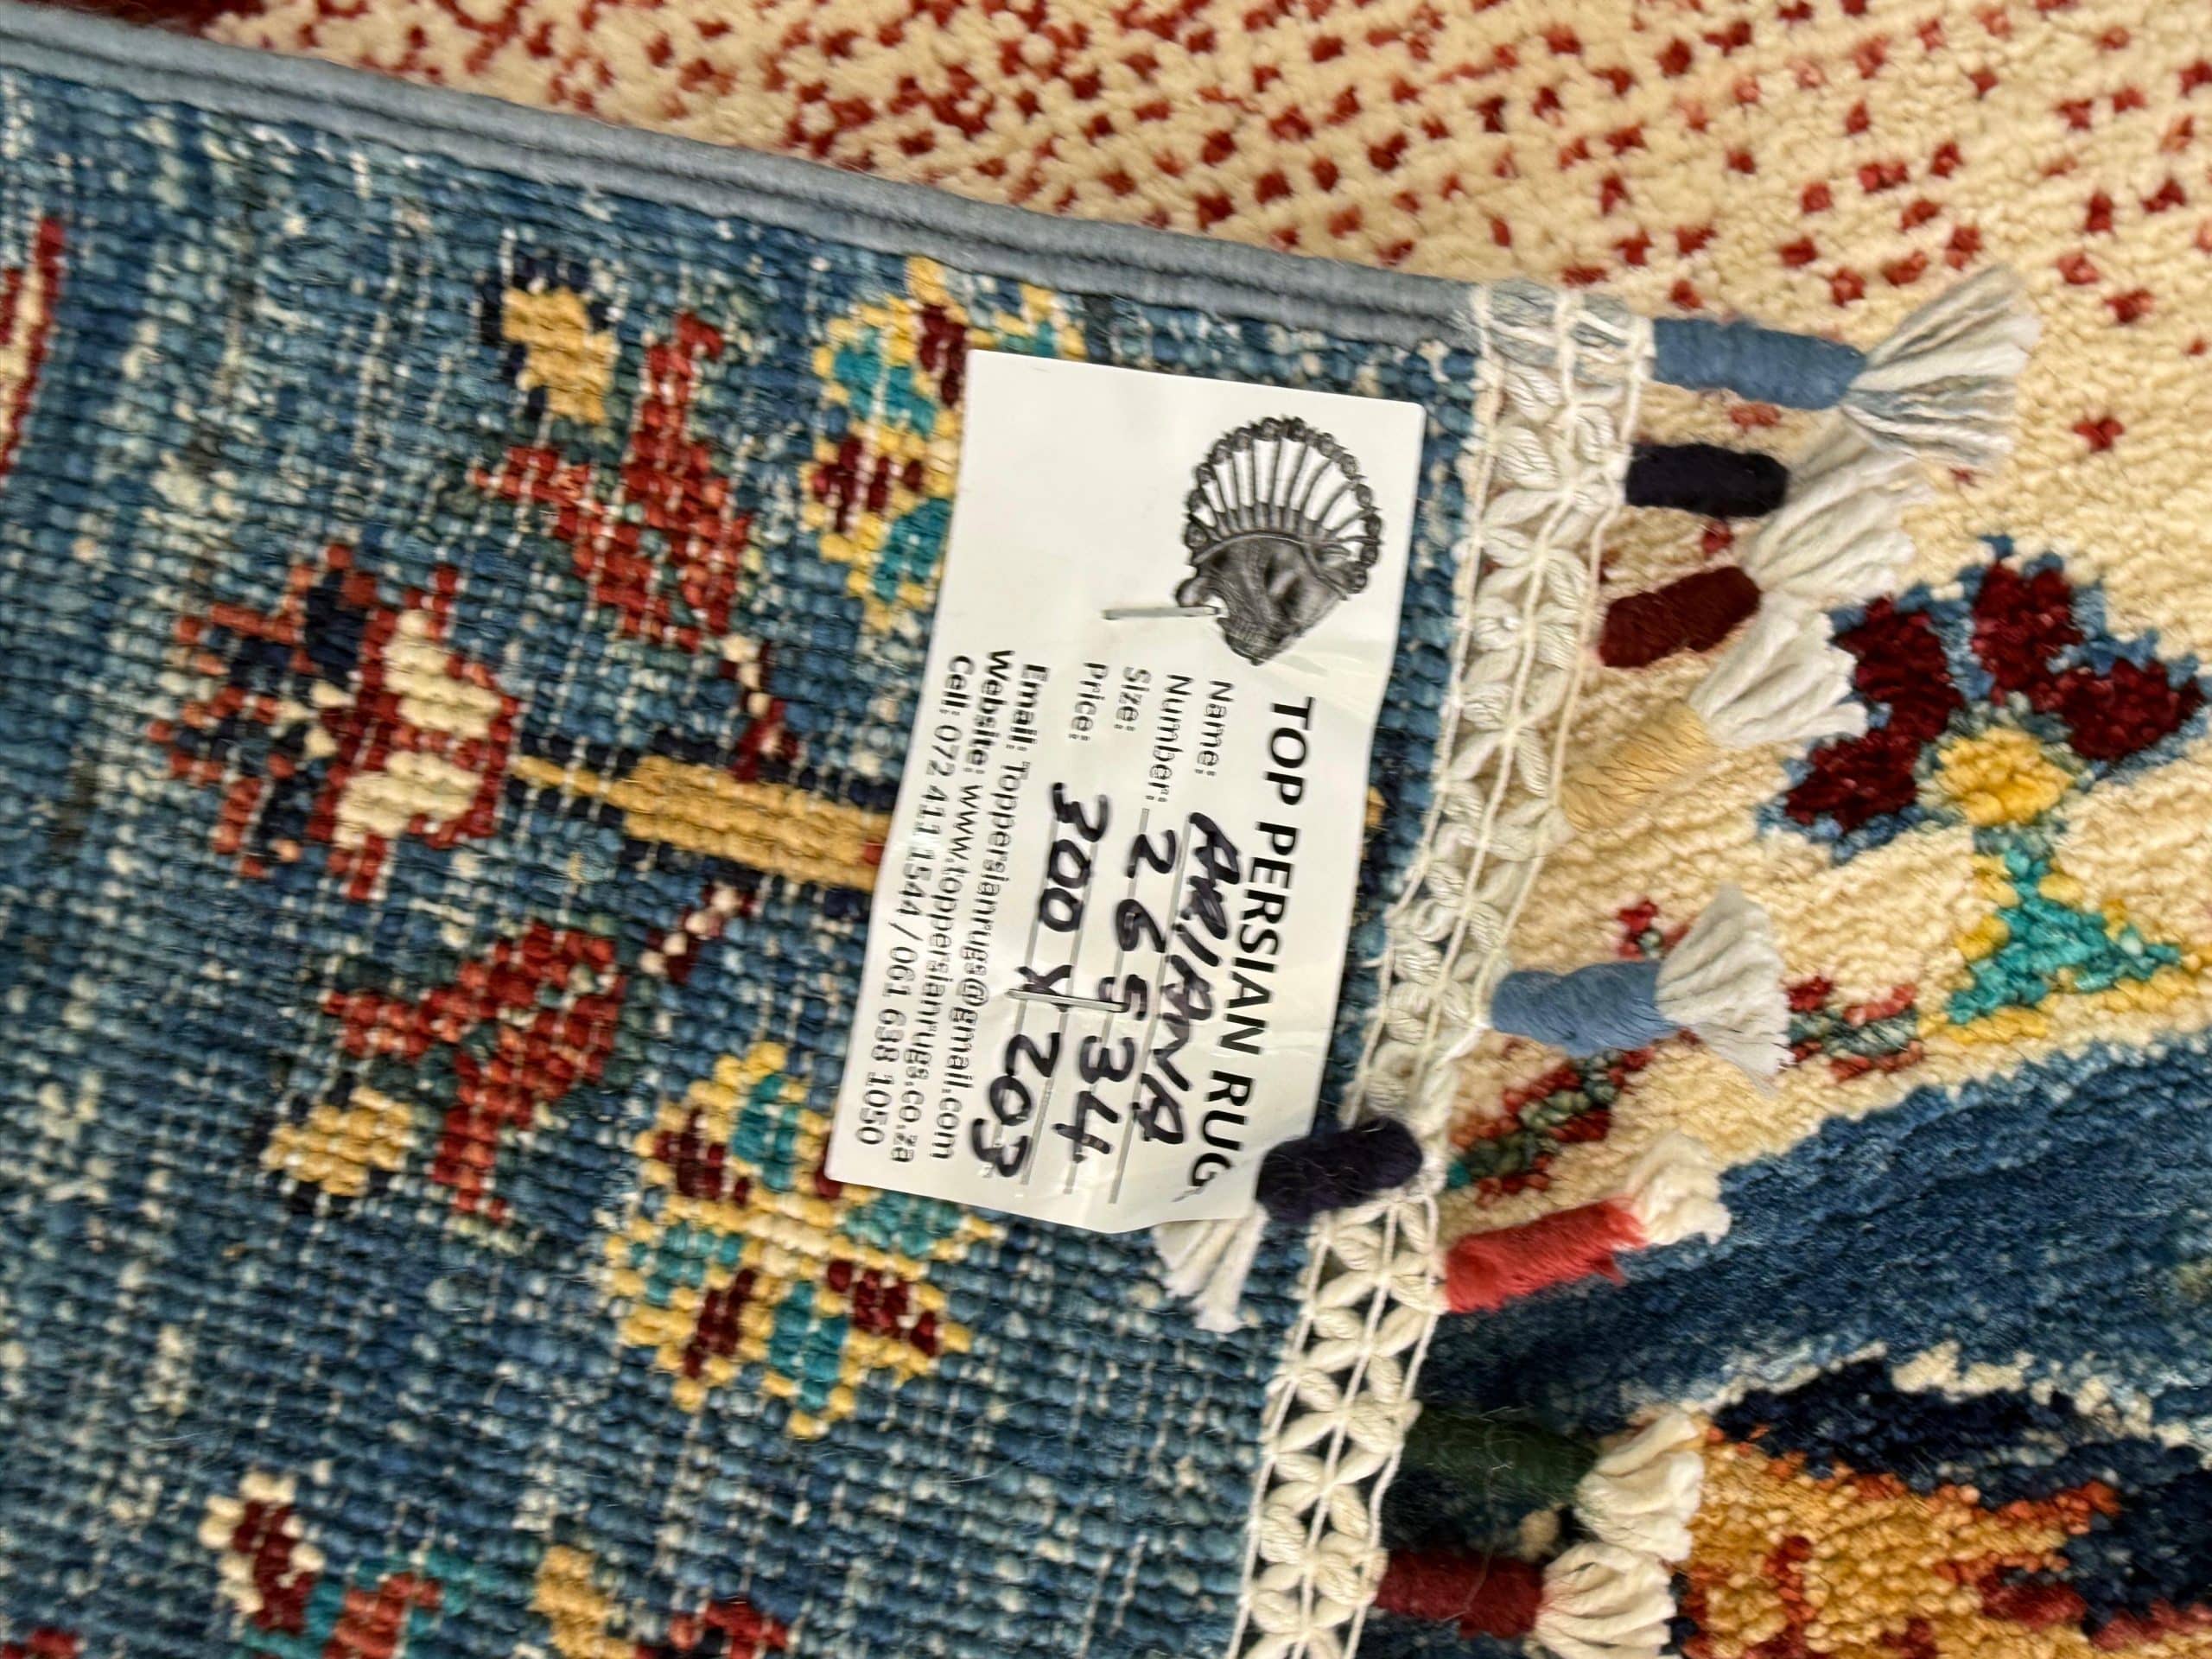 TOP PERSIAN RUG
Name: ARIANA
Number: 26534
Size: 300 X 203
Price:
Email: Toppersianrugs@gmail.com
Website: www.toppersianrugs.co.za
Cell: 072 411 1544 / 061 638 1050